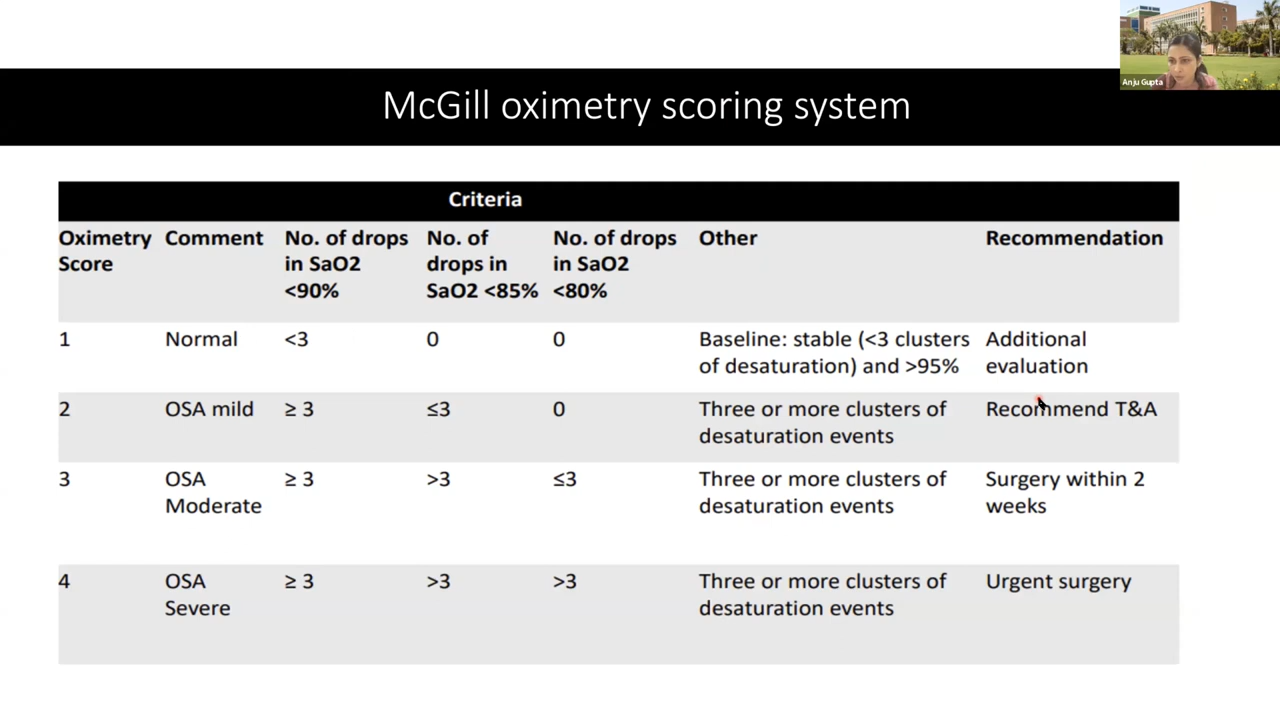 Anju Gupta
McGill oximetry scoring system
Criteria
Oximetry Score Comment No. of drops in SaO2 <90% No. of drops in SaO2 <85% No. of drops in SaO2 <80% Other Recommendation
1 Normal <3 0 0 Baseline: stable (<3 clusters of desaturation) and >95% Additional evaluation
2 OSA mild ≥ 3 ≤3 0 Three or more clusters of desaturation events Recommend T&A
3 OSA Moderate ≥ 3 >3 ≤3 Three or more clusters of desaturation events Surgery within 2 weeks
4 OSA Severe ≥ 3 >3 >3 Three or more clusters of desaturation events Urgent surgery